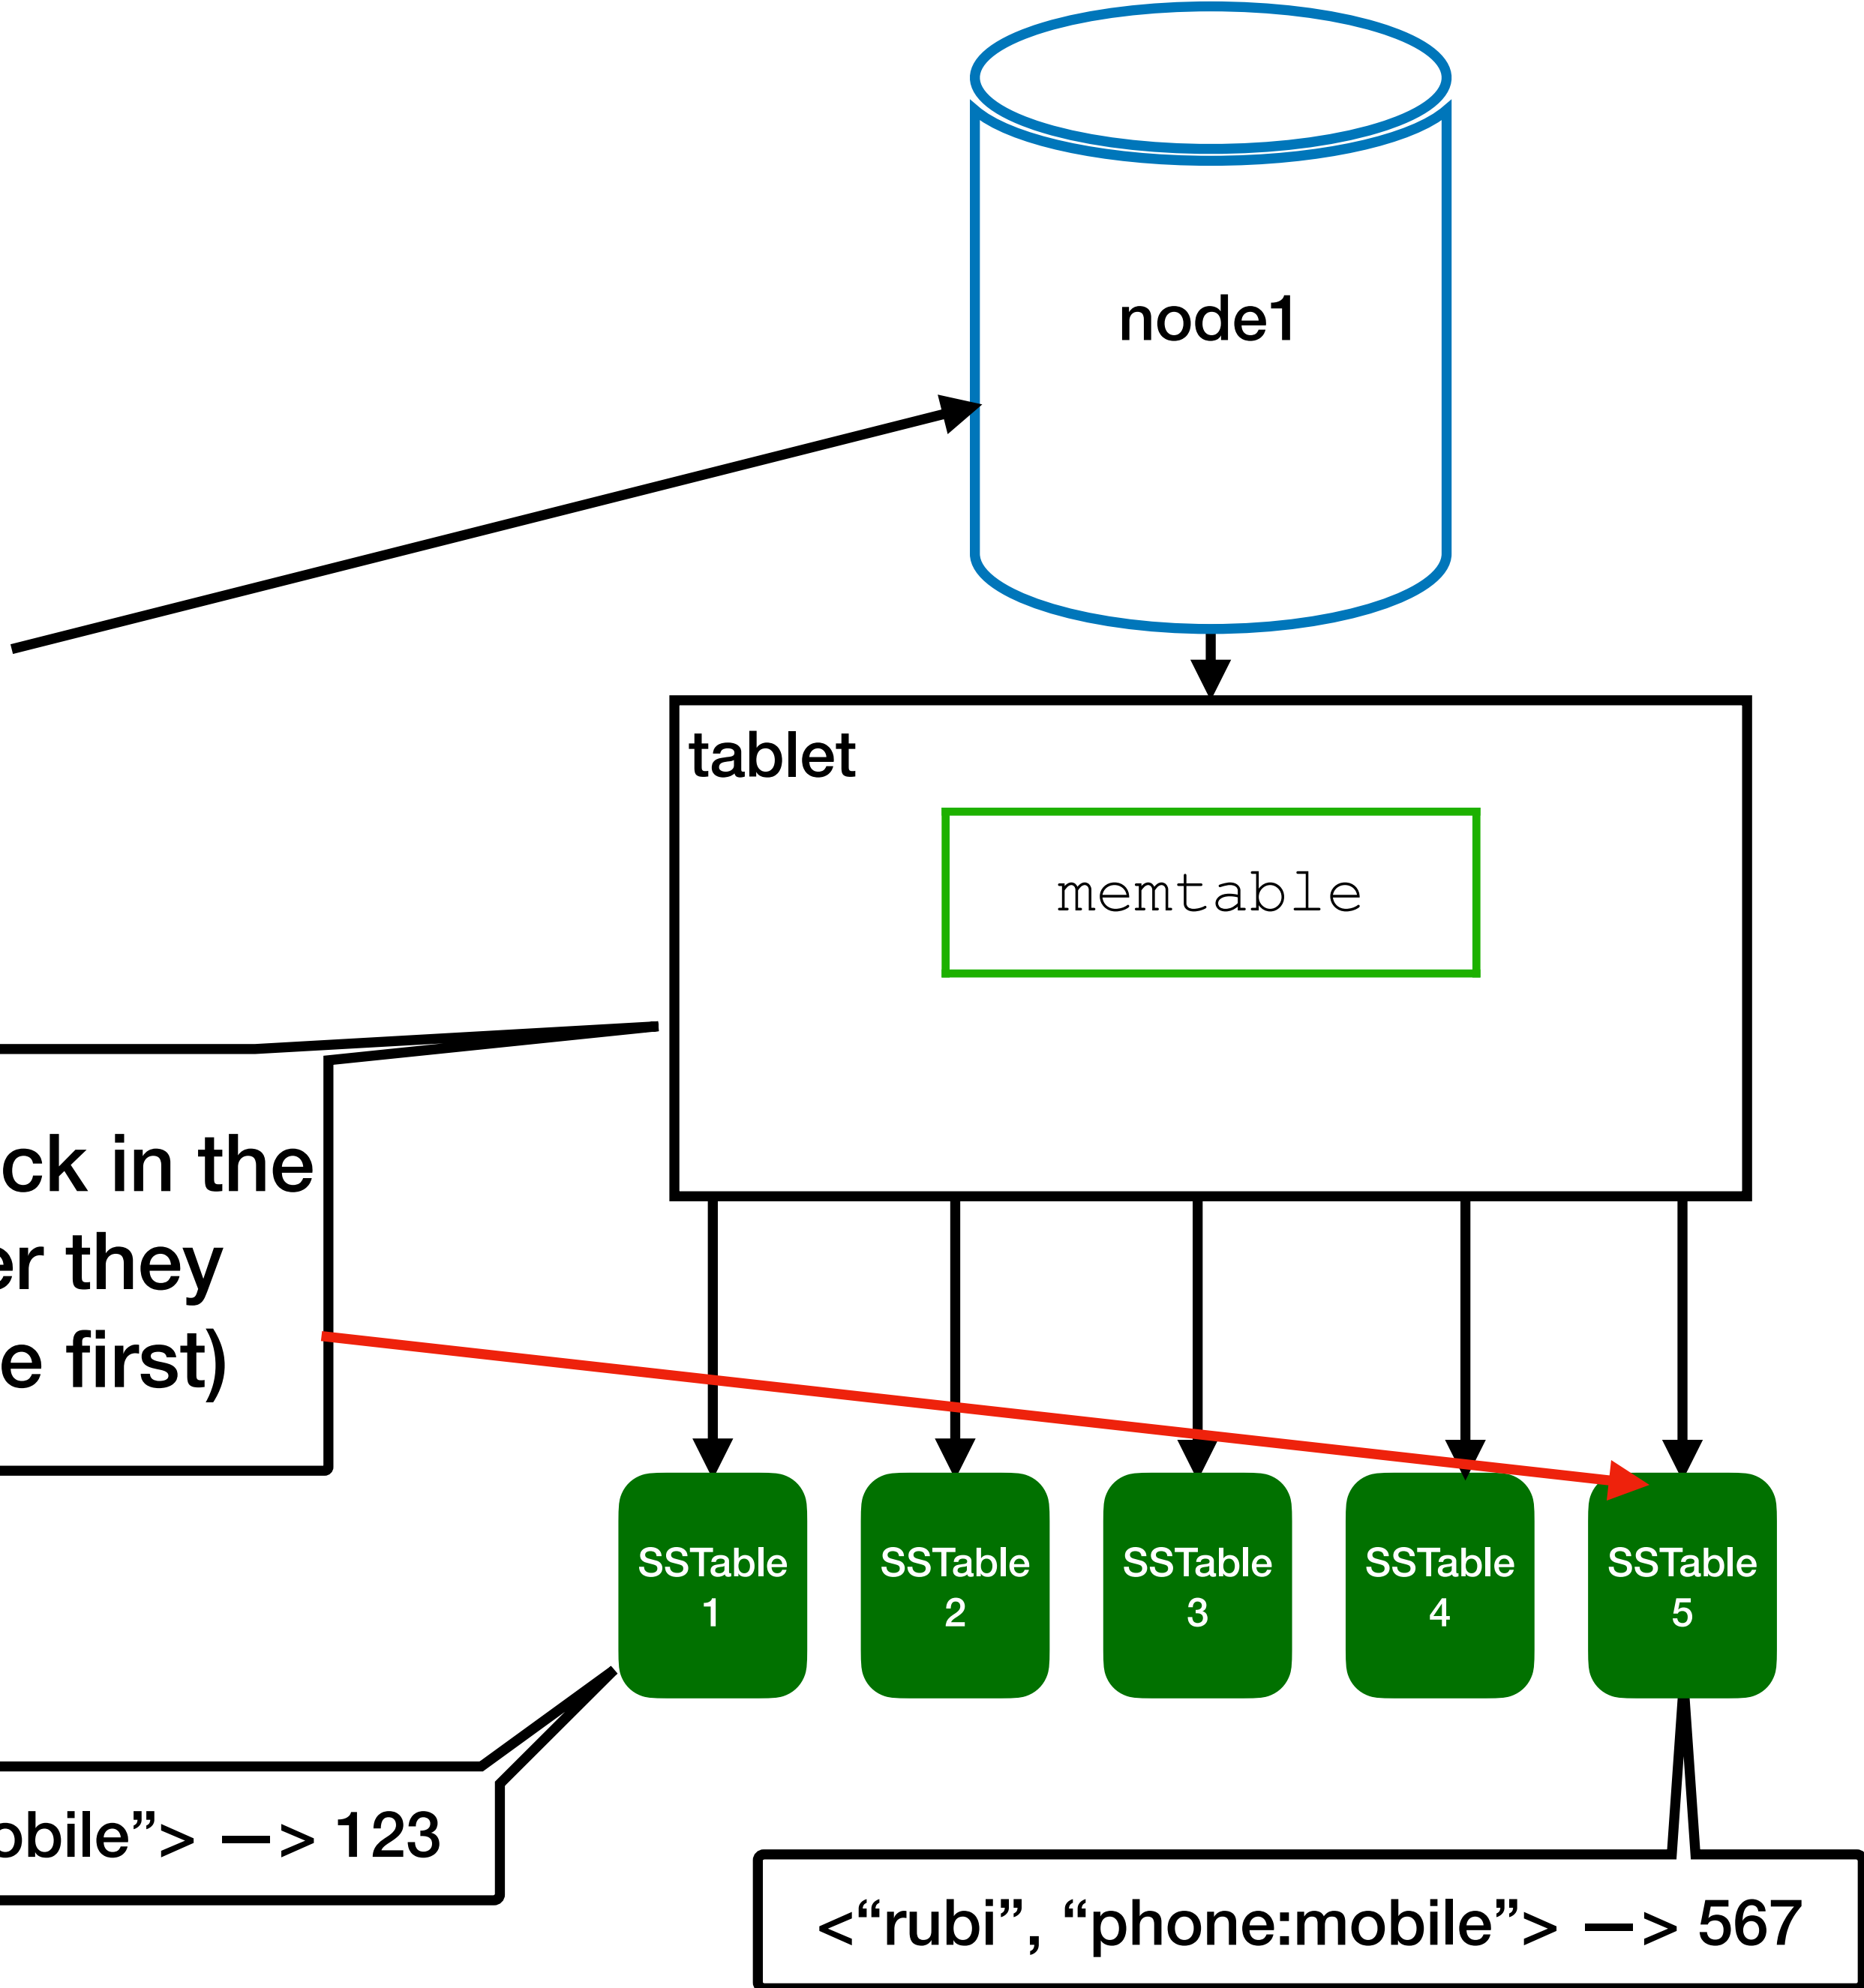 node1
tablet
memtable
ck in the
er they
e first)
SSTable
1
SSTable
2
SSTable
3
SSTable
4
SSTable
5
obile”> —> 123
<“rubi”, “phone:mobile”> —> 567